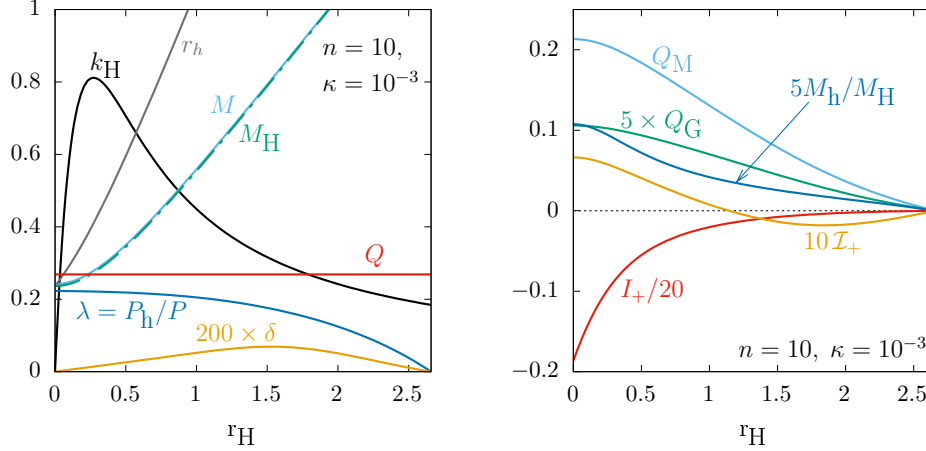 1
0.8
0.6
0.4
0.2
0
0 0.5 1 1.5 2 2.5
r_H
k_H
r_h
n = 10,
κ = 10^{-3}
M
M_H
Q
λ = P_h/P
200 × δ
0.2
0.1
0
−0.1
−0.2
0 0.5 1 1.5 2 2.5
r_H
Q_M
5M_h/M_H
5 × Q_G
10 𝓘_+
I_+/20
n = 10, κ = 10^{-3}